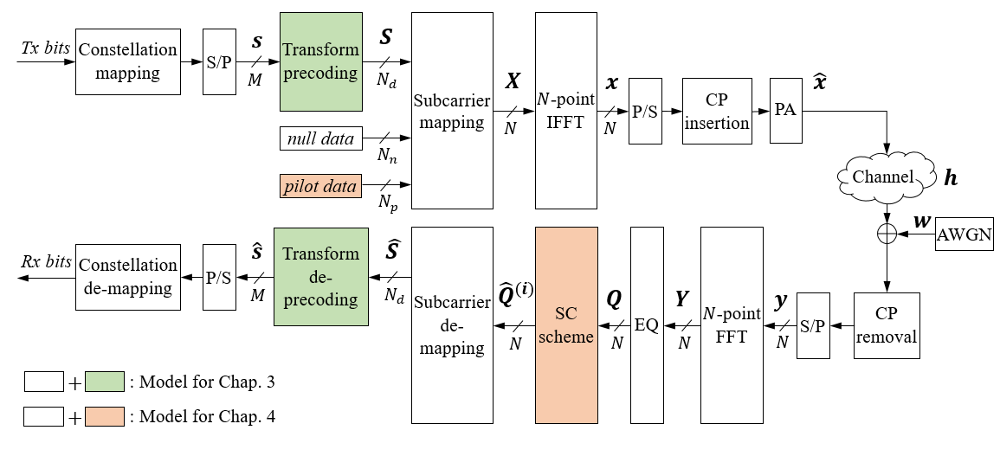 Tx bits
Constellation
mapping
S/P
s
M
Transform
precoding
S
N_d
null data
N_n
pilot data
N_p
Subcarrier
mapping
X
N
N-point
IFFT
x
N
P/S
CP
insertion
PA
x̂
Channel
h
w
AWGN
CP
removal
S/P
y
N
N-point
FFT
Y
N
EQ
Q
N
SC
scheme
Q̂^(i)
N
Subcarrier
de-
mapping
Ŝ
N_d
Transform
de-
precoding
ŝ
M
P/S
Constellation
de-mapping
Rx bits
+ : Model for Chap. 3
+ : Model for Chap. 4